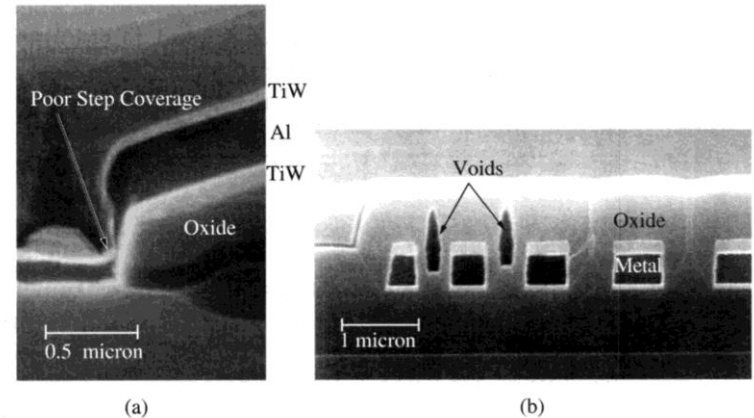 Poor Step Coverage
TiW
Al
TiW
Oxide
0.5 micron
(a)
Voids
Oxide
Metal
1 micron
(b)